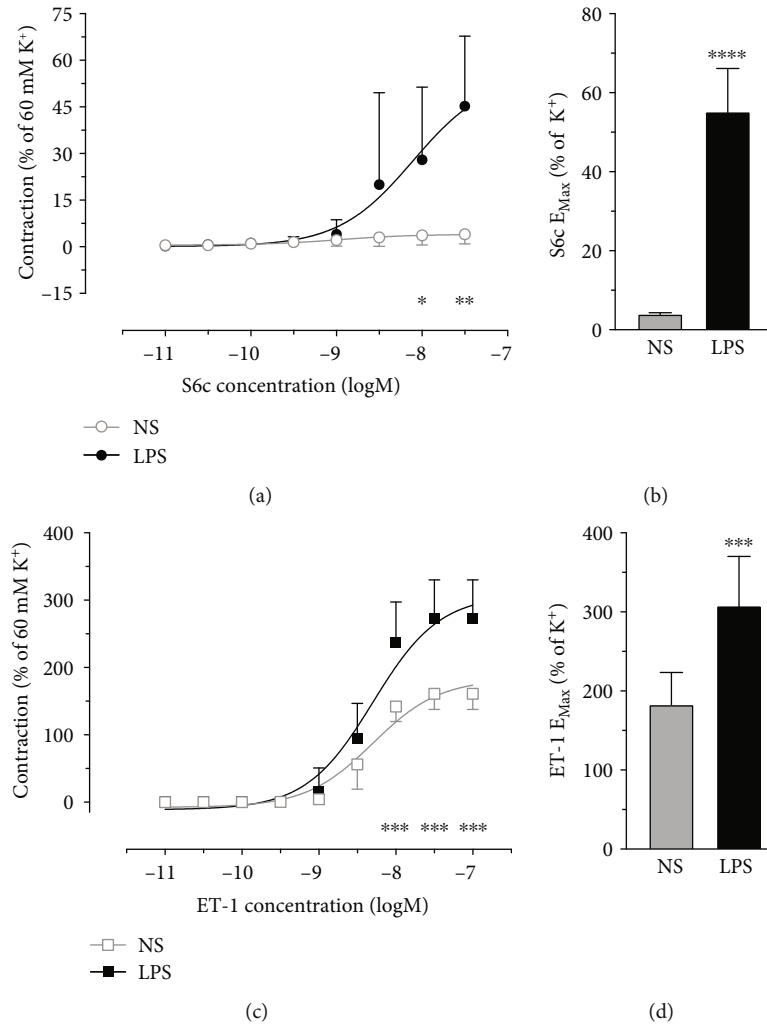 Contraction (% of 60 mM K⁺)
60
45
30
15
0
−15
* **
−11 −10 −9 −8 −7
S6c concentration (logM)
NS
LPS
(a)
S6c E_Max (% of K⁺)
80
60
40
20
0
****
NS LPS
(b)
Contraction (% of 60 mM K⁺)
400
300
200
100
0
*** *** ***
−11 −10 −9 −8 −7
ET-1 concentration (logM)
NS
LPS
(c)
ET-1 E_Max (% of K⁺)
400
300
200
100
0
***
NS LPS
(d)